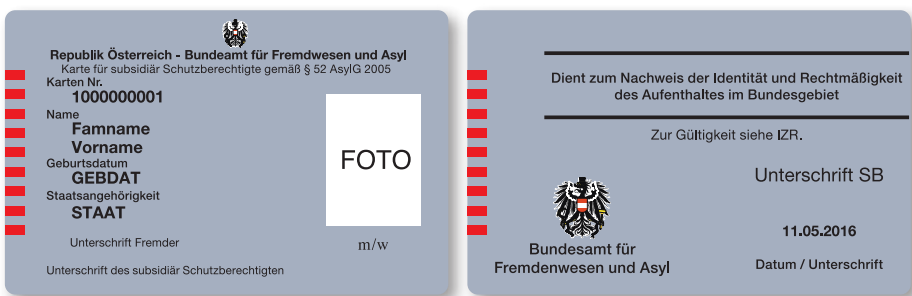 Republik Österreich - Bundeamt für Fremdwesen und Asyl
Karte für subsidiär Schutzberechtigte gemäß § 52 AsylG 2005
Karten Nr.
1000000001
Name
Famname
Vorname
Geburtsdatum
GEBDAT
Staatsangehörigkeit
STAAT
FOTO
Unterschrift Fremder
m/w
Unterschrift des subsidiär Schutzberechtigten
Dient zum Nachweis der Identität und Rechtmäßigkeit
des Aufenthaltes im Bundesgebiet
Zur Gültigkeit siehe IZR.
Unterschrift SB
11.05.2016
Bundesamt für
Fremdenwesen und Asyl
Datum / Unterschrift